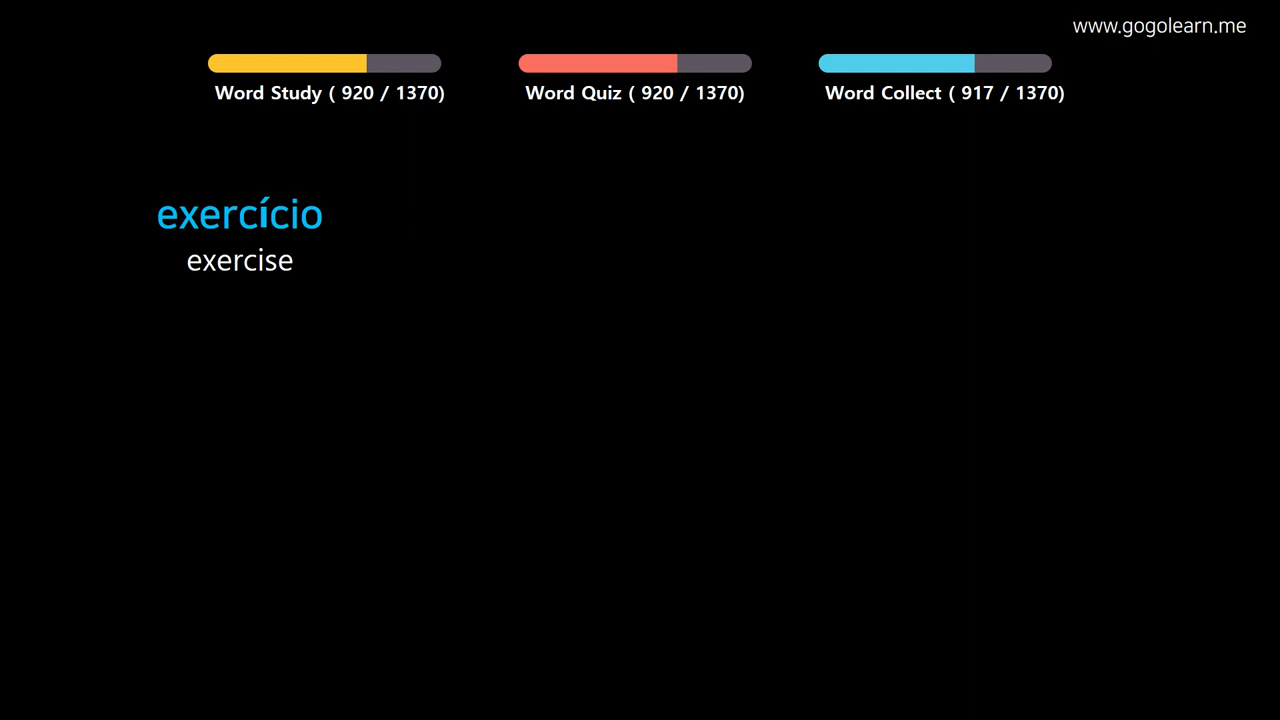 www.gogolearn.me
Word Study ( 920 / 1370)
Word Quiz ( 920 / 1370)
Word Collect ( 917 / 1370)
exercício
exercise